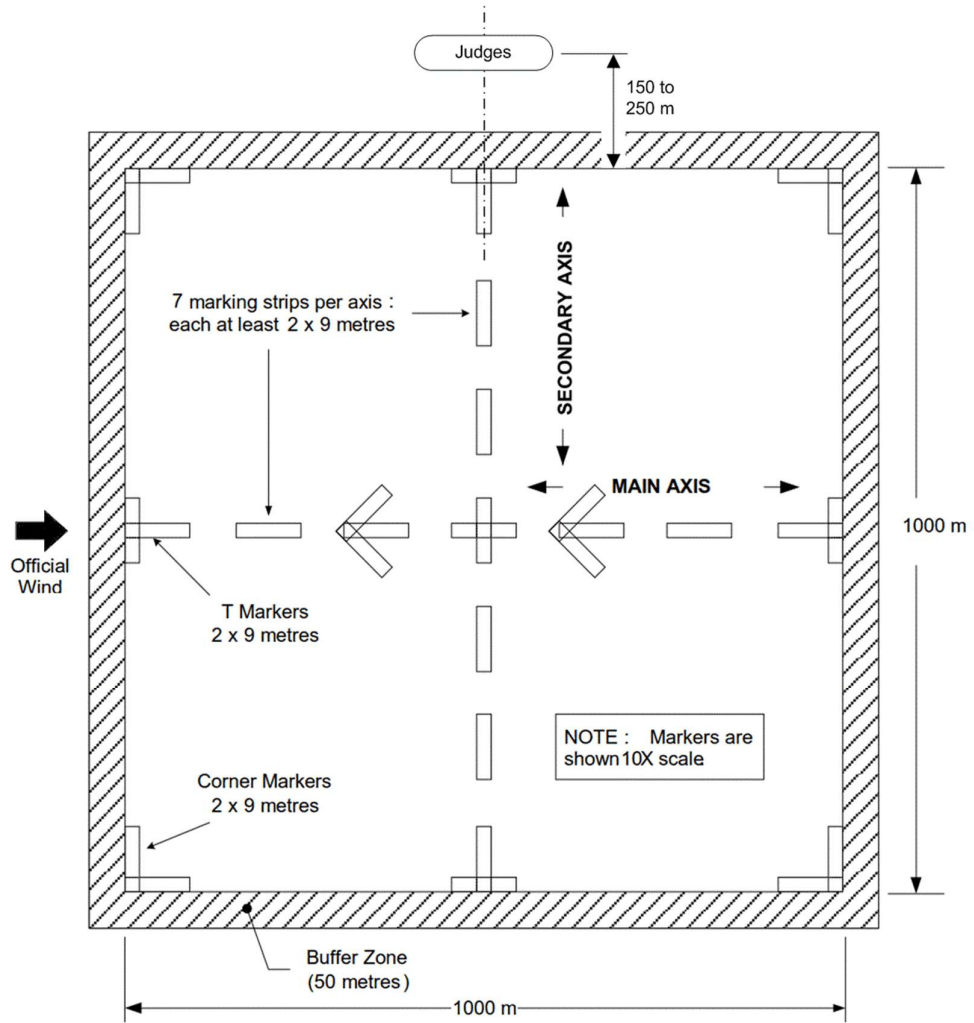 Judges
150 to
250 m
7 marking strips per axis :
each at least 2 x 9 metres
SECONDARY AXIS
MAIN AXIS
Official
Wind
1000 m
T Markers
2 x 9 metres
NOTE : Markers are
shown 10X scale
Corner Markers
2 x 9 metres
Buffer Zone
(50 metres)
1000 m